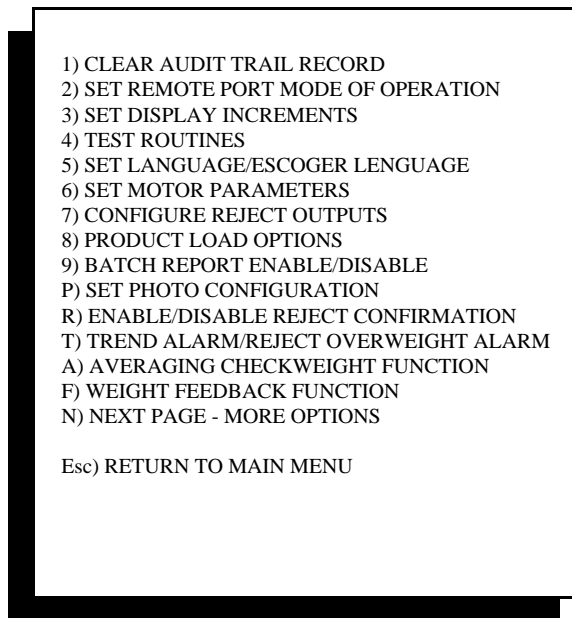 1) CLEAR AUDIT TRAIL RECORD
2) SET REMOTE PORT MODE OF OPERATION
3) SET DISPLAY INCREMENTS
4) TEST ROUTINES
5) SET LANGUAGE/ESCOGER LENGUAGE
6) SET MOTOR PARAMETERS
7) CONFIGURE REJECT OUTPUTS
8) PRODUCT LOAD OPTIONS
9) BATCH REPORT ENABLE/DISABLE
P) SET PHOTO CONFIGURATION
R) ENABLE/DISABLE REJECT CONFIRMATION
T) TREND ALARM/REJECT OVERWEIGHT ALARM
A) AVERAGING CHECKWEIGHT FUNCTION
F) WEIGHT FEEDBACK FUNCTION
N) NEXT PAGE - MORE OPTIONS
Esc) RETURN TO MAIN MENU